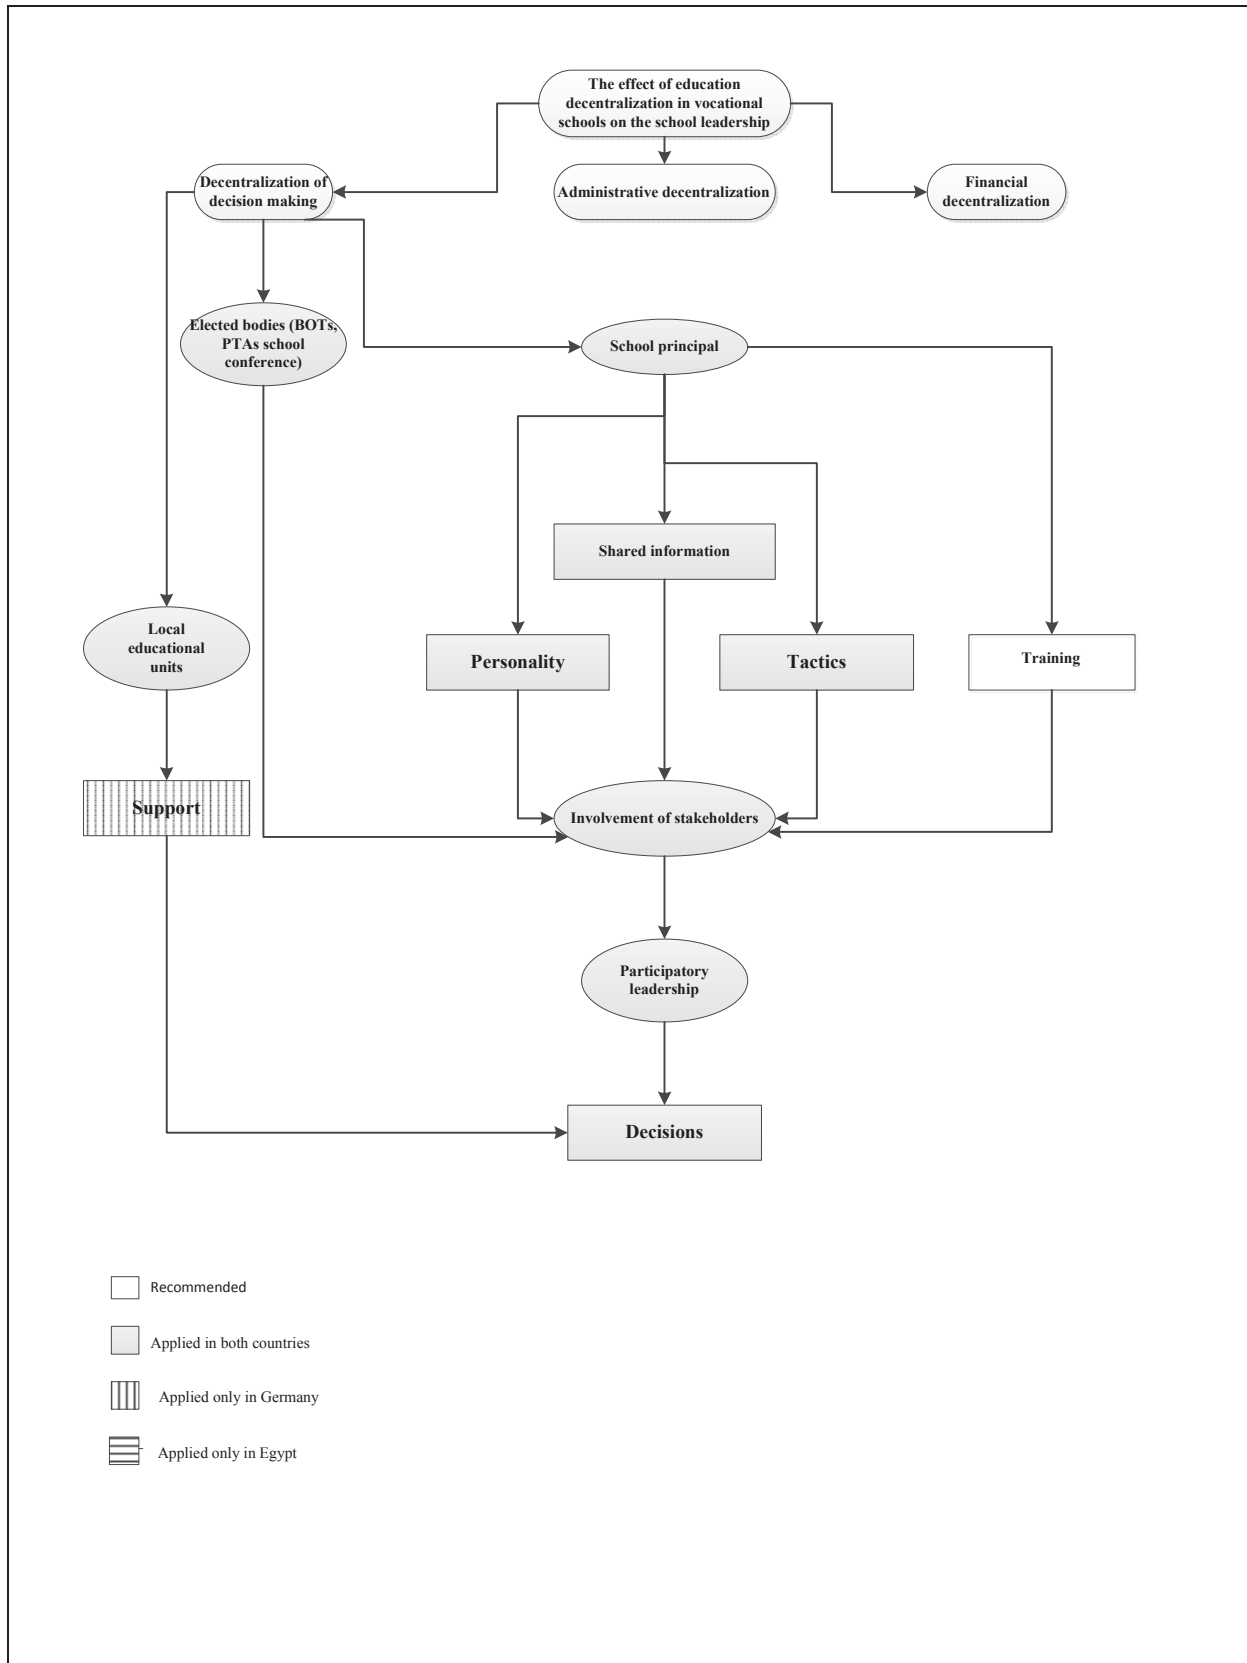 The effect of education
decentralization in vocational
schools on the school leadership
Decentralization of
decision making
Administrative decentralization
Financial
decentralization
Elected bodies (BOTs,
PTAs school
conference)
School principal
Shared information
Local
educational
units
Personality
Tactics
Training
Support
Involvement of stakeholders
Participatory
leadership
Decisions
Recommended
Applied in both countries
Applied only in Germany
Applied only in Egypt